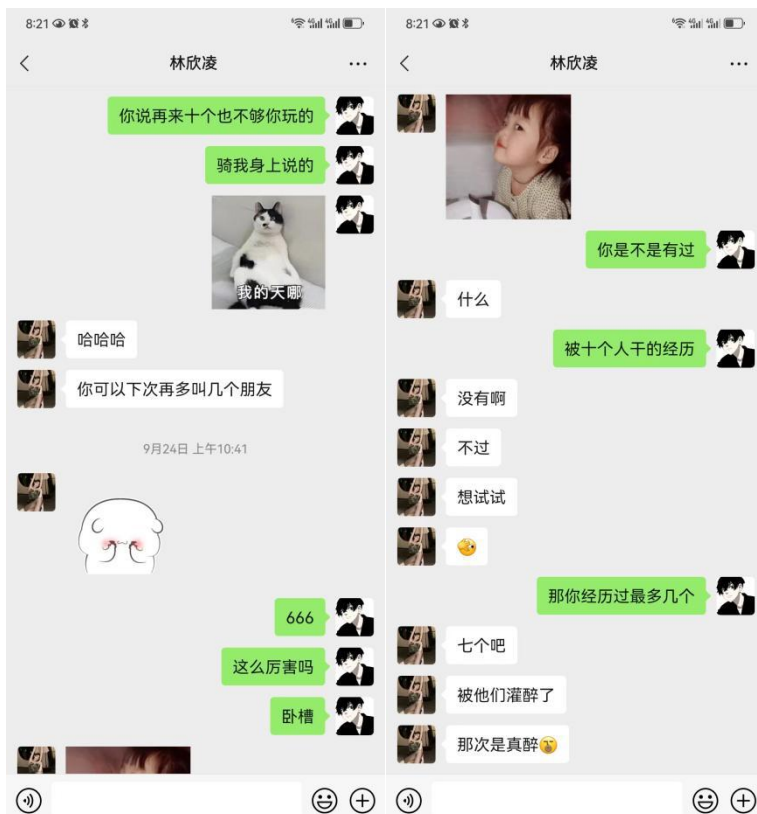 8:21
林欣凌
你说再来十个也不够你玩的
骑我身上说的
我的天哪
哈哈哈
你可以下次再多叫几个朋友
9月24日 上午10:41
666
这么厉害吗
卧槽
8:21
林欣凌
你是不是有过
什么
被十个人干的经历
没有啊
不过
想试试
那你经历过最多几个
七个吧
被他们灌醉了
那次是真醉